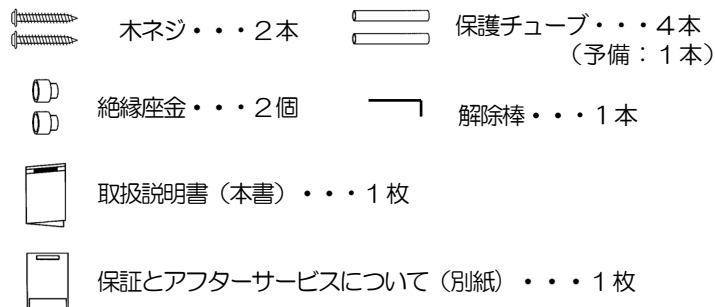 木ネジ・・・２本
保護チューブ・・・４本
（予備：１本）
絶縁座金・・・２個
解除棒・・・１本
取扱説明書（本書）・・・１枚
保証とアフターサービスについて（別紙）・・・１枚